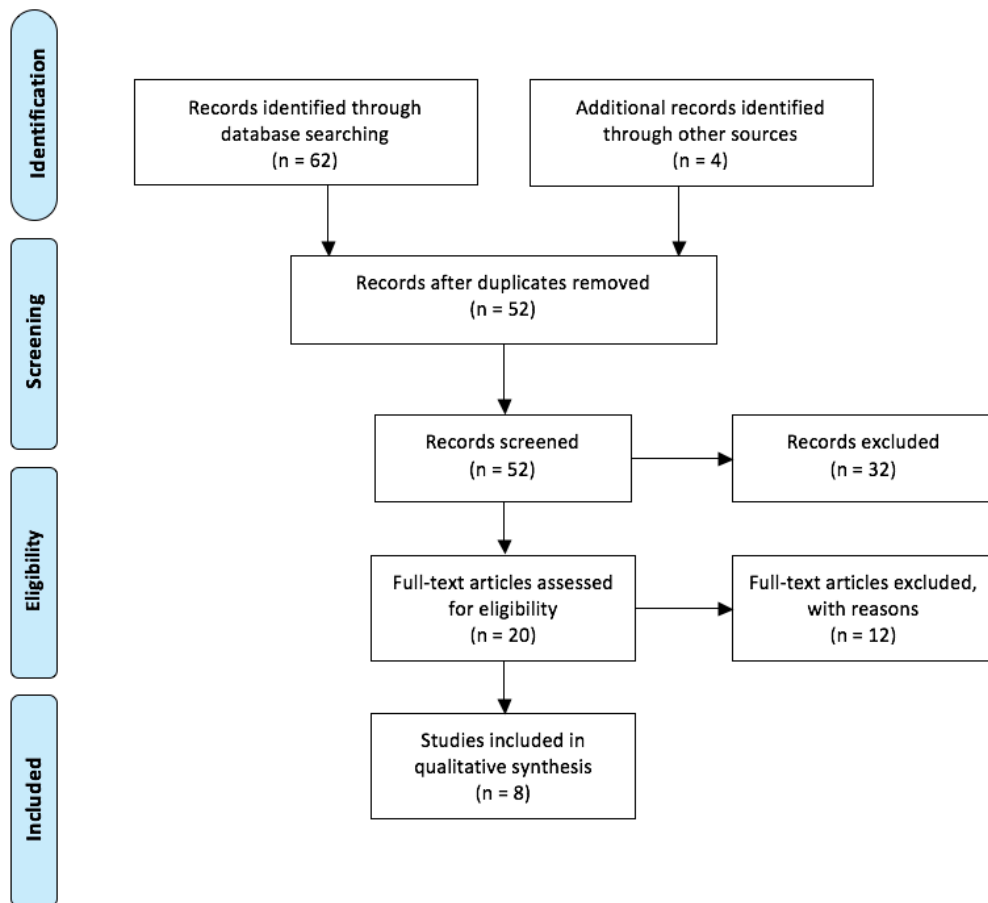 Identification
Records identified through
database searching
(n = 62)
Additional records identified
through other sources
(n = 4)
Screening
Records after duplicates removed
(n = 52)
Records screened
(n = 52)
Records excluded
(n = 32)
Eligibility
Full-text articles assessed
for eligibility
(n = 20)
Full-text articles excluded,
with reasons
(n = 12)
Included
Studies included in
qualitative synthesis
(n = 8)